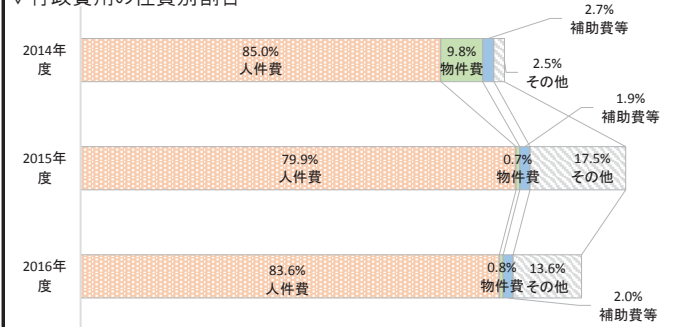 ▽行政費用の性質別割合
2.7%
補助費等
2014年
度
85.0%
人件費
9.8%
物件費
2.5%
その他
1.9%
補助費等
2015年
度
79.9%
人件費
0.7%
物件費
17.5%
その他
2016年
度
83.6%
人件費
0.8%
物件費
13.6%
その他
2.0%
補助費等